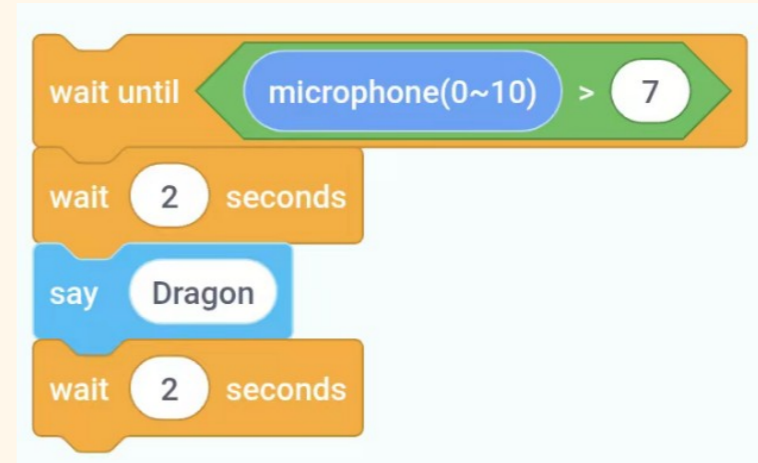 wait until microphone(0~10) > 7
wait 2 seconds
say Dragon
wait 2 seconds